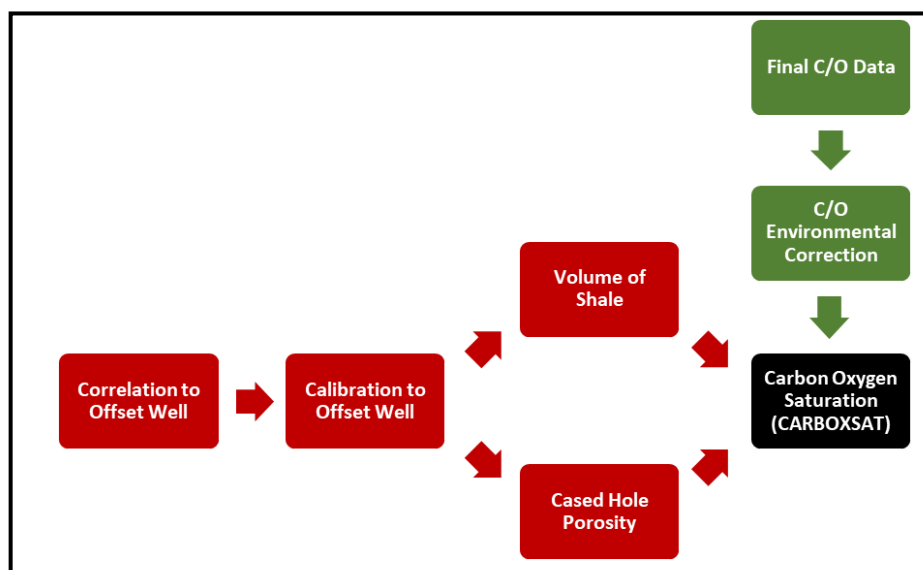 Final C/O Data
C/O
Environmental
Correction
Volume of
Shale
Correlation to
Offset Well
Calibration to
Offset Well
Carbon Oxygen
Saturation
(CARBOXSAT)
Cased Hole
Porosity